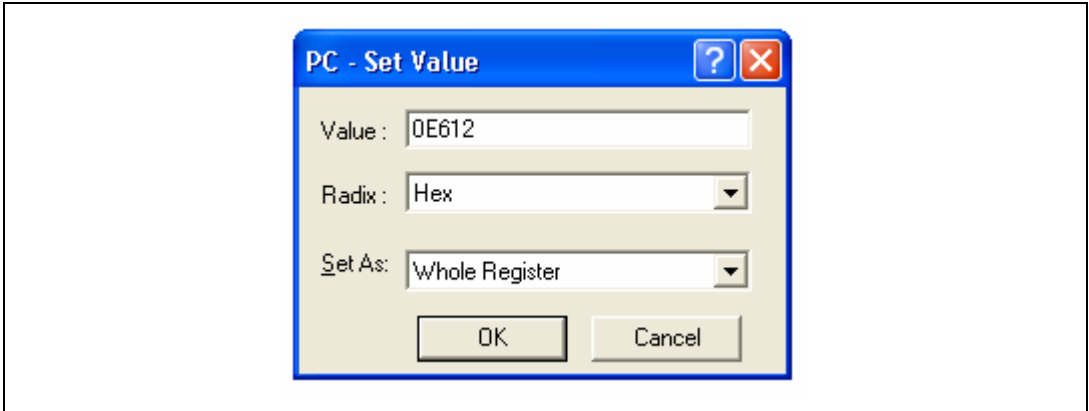 PC - Set Value
Value : 0E612
Radix : Hex
Set As: Whole Register
OK Cancel